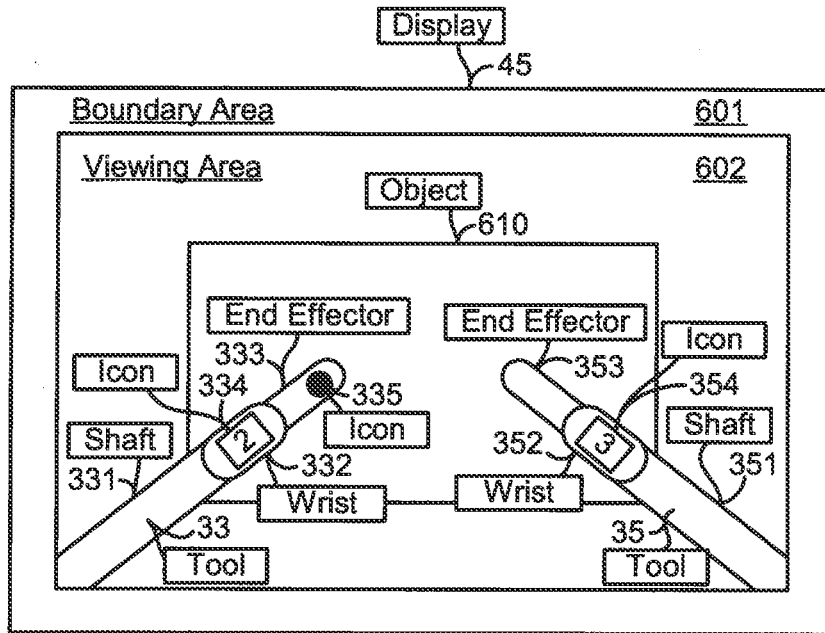 Display
45
Boundary Area 601
Viewing Area 602
Object
610
End Effector End Effector
Icon 333 353 Icon
334 335 354
2 Icon 3
Shaft 332 352 Shaft
331 Wrist Wrist 351
33 35
Tool Tool